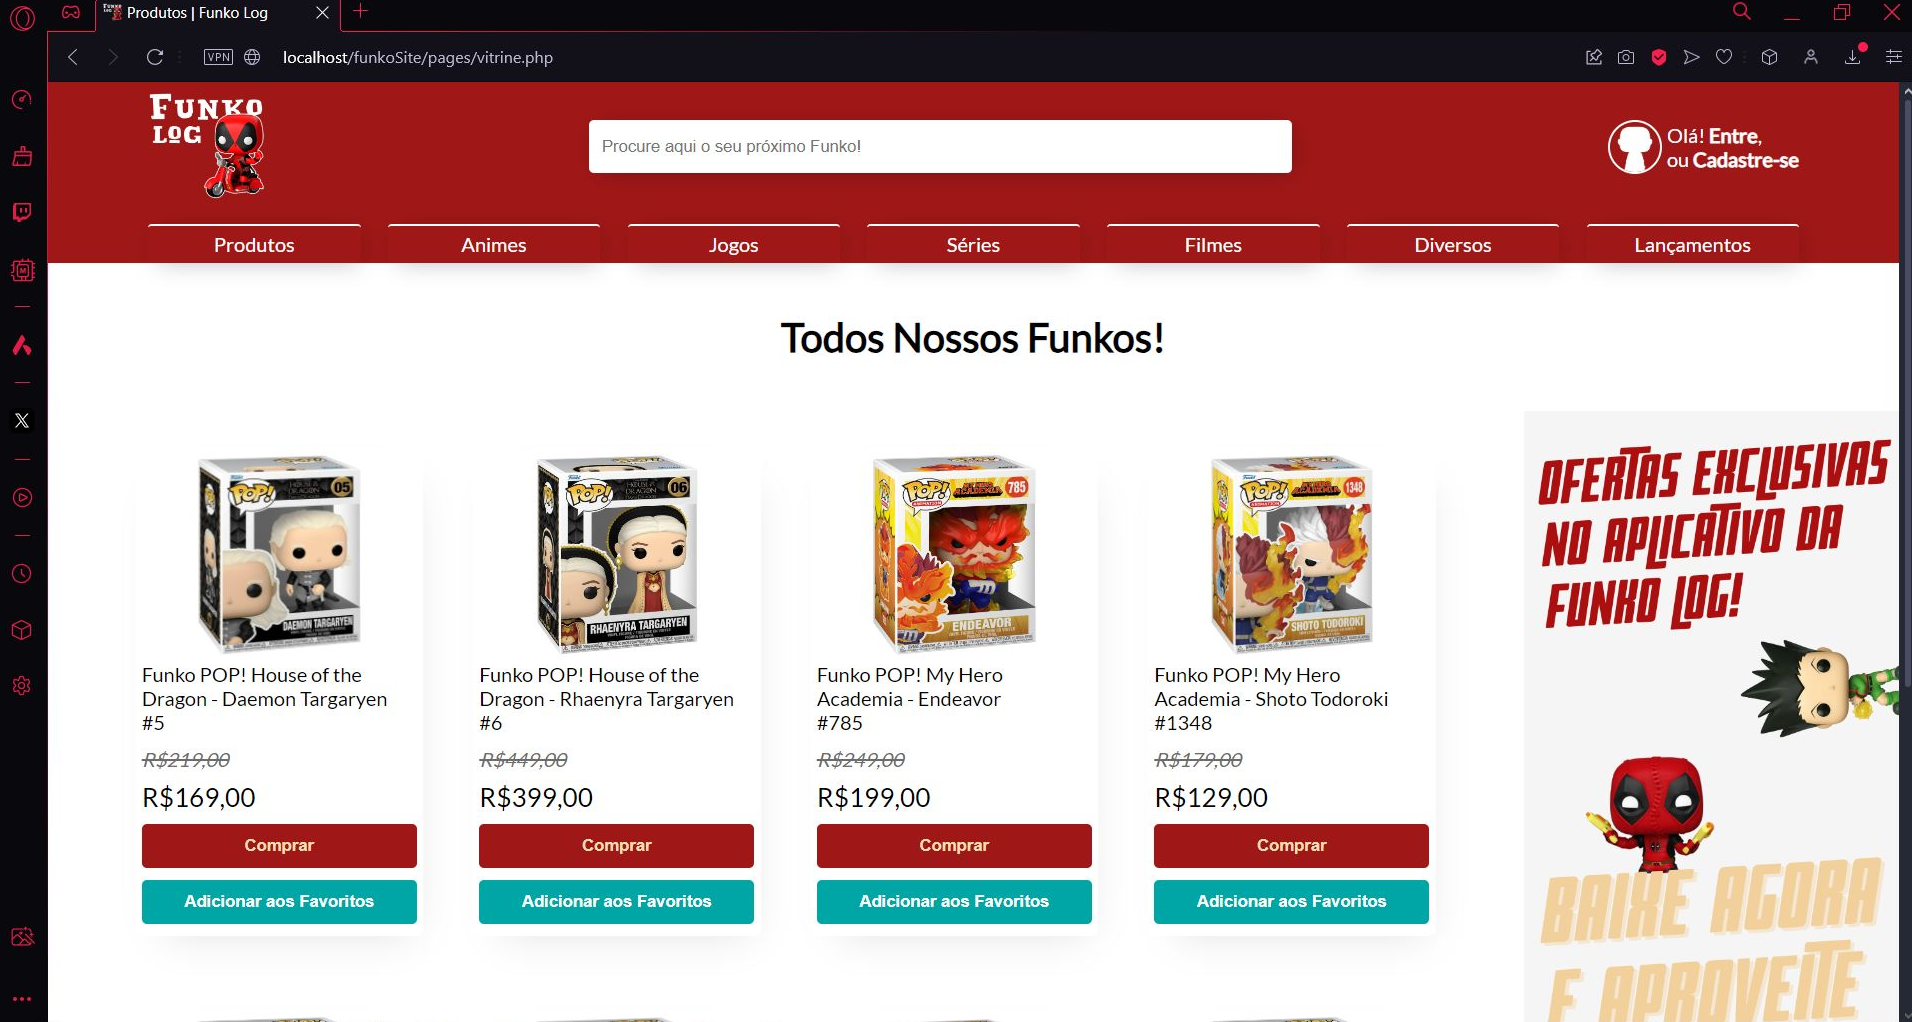 Produtos | Funko Log
VPN
localhost/funkoSite/pages/vitrine.php
FUNKO
LOG
Procure aqui o seu próximo Funko!
Olá! Entre,
ou Cadastre-se
Produtos
Animes
Jogos
Séries
Filmes
Diversos
Lançamentos
Todos Nossos Funkos!
POP!
HOUSE OF THE
DRAGON
05
DAEMON TARGARYEN
Funko POP! House of the
Dragon - Daemon Targaryen
#5
R$219,00
R$169,00
Comprar
Adicionar aos Favoritos
POP!
HOUSE OF THE
DRAGON
06
RHAENYRA TARGARYEN
Funko POP! House of the
Dragon - Rhaenyra Targaryen
#6
R$449,00
R$399,00
Comprar
Adicionar aos Favoritos
POP!
785
ENDEAVOR
Funko POP! My Hero
Academia - Endeavor
#785
R$249,00
R$199,00
Comprar
Adicionar aos Favoritos
POP!
1348
SHOTO TODOROKI
Funko POP! My Hero
Academia - Shoto Todoroki
#1348
R$179,00
R$129,00
Comprar
Adicionar aos Favoritos
OFERTAS EXCLUSIVAS
NO APLICATIVO DA
FUNKO LOG!
BAIXE AGORA
E APROVEITE